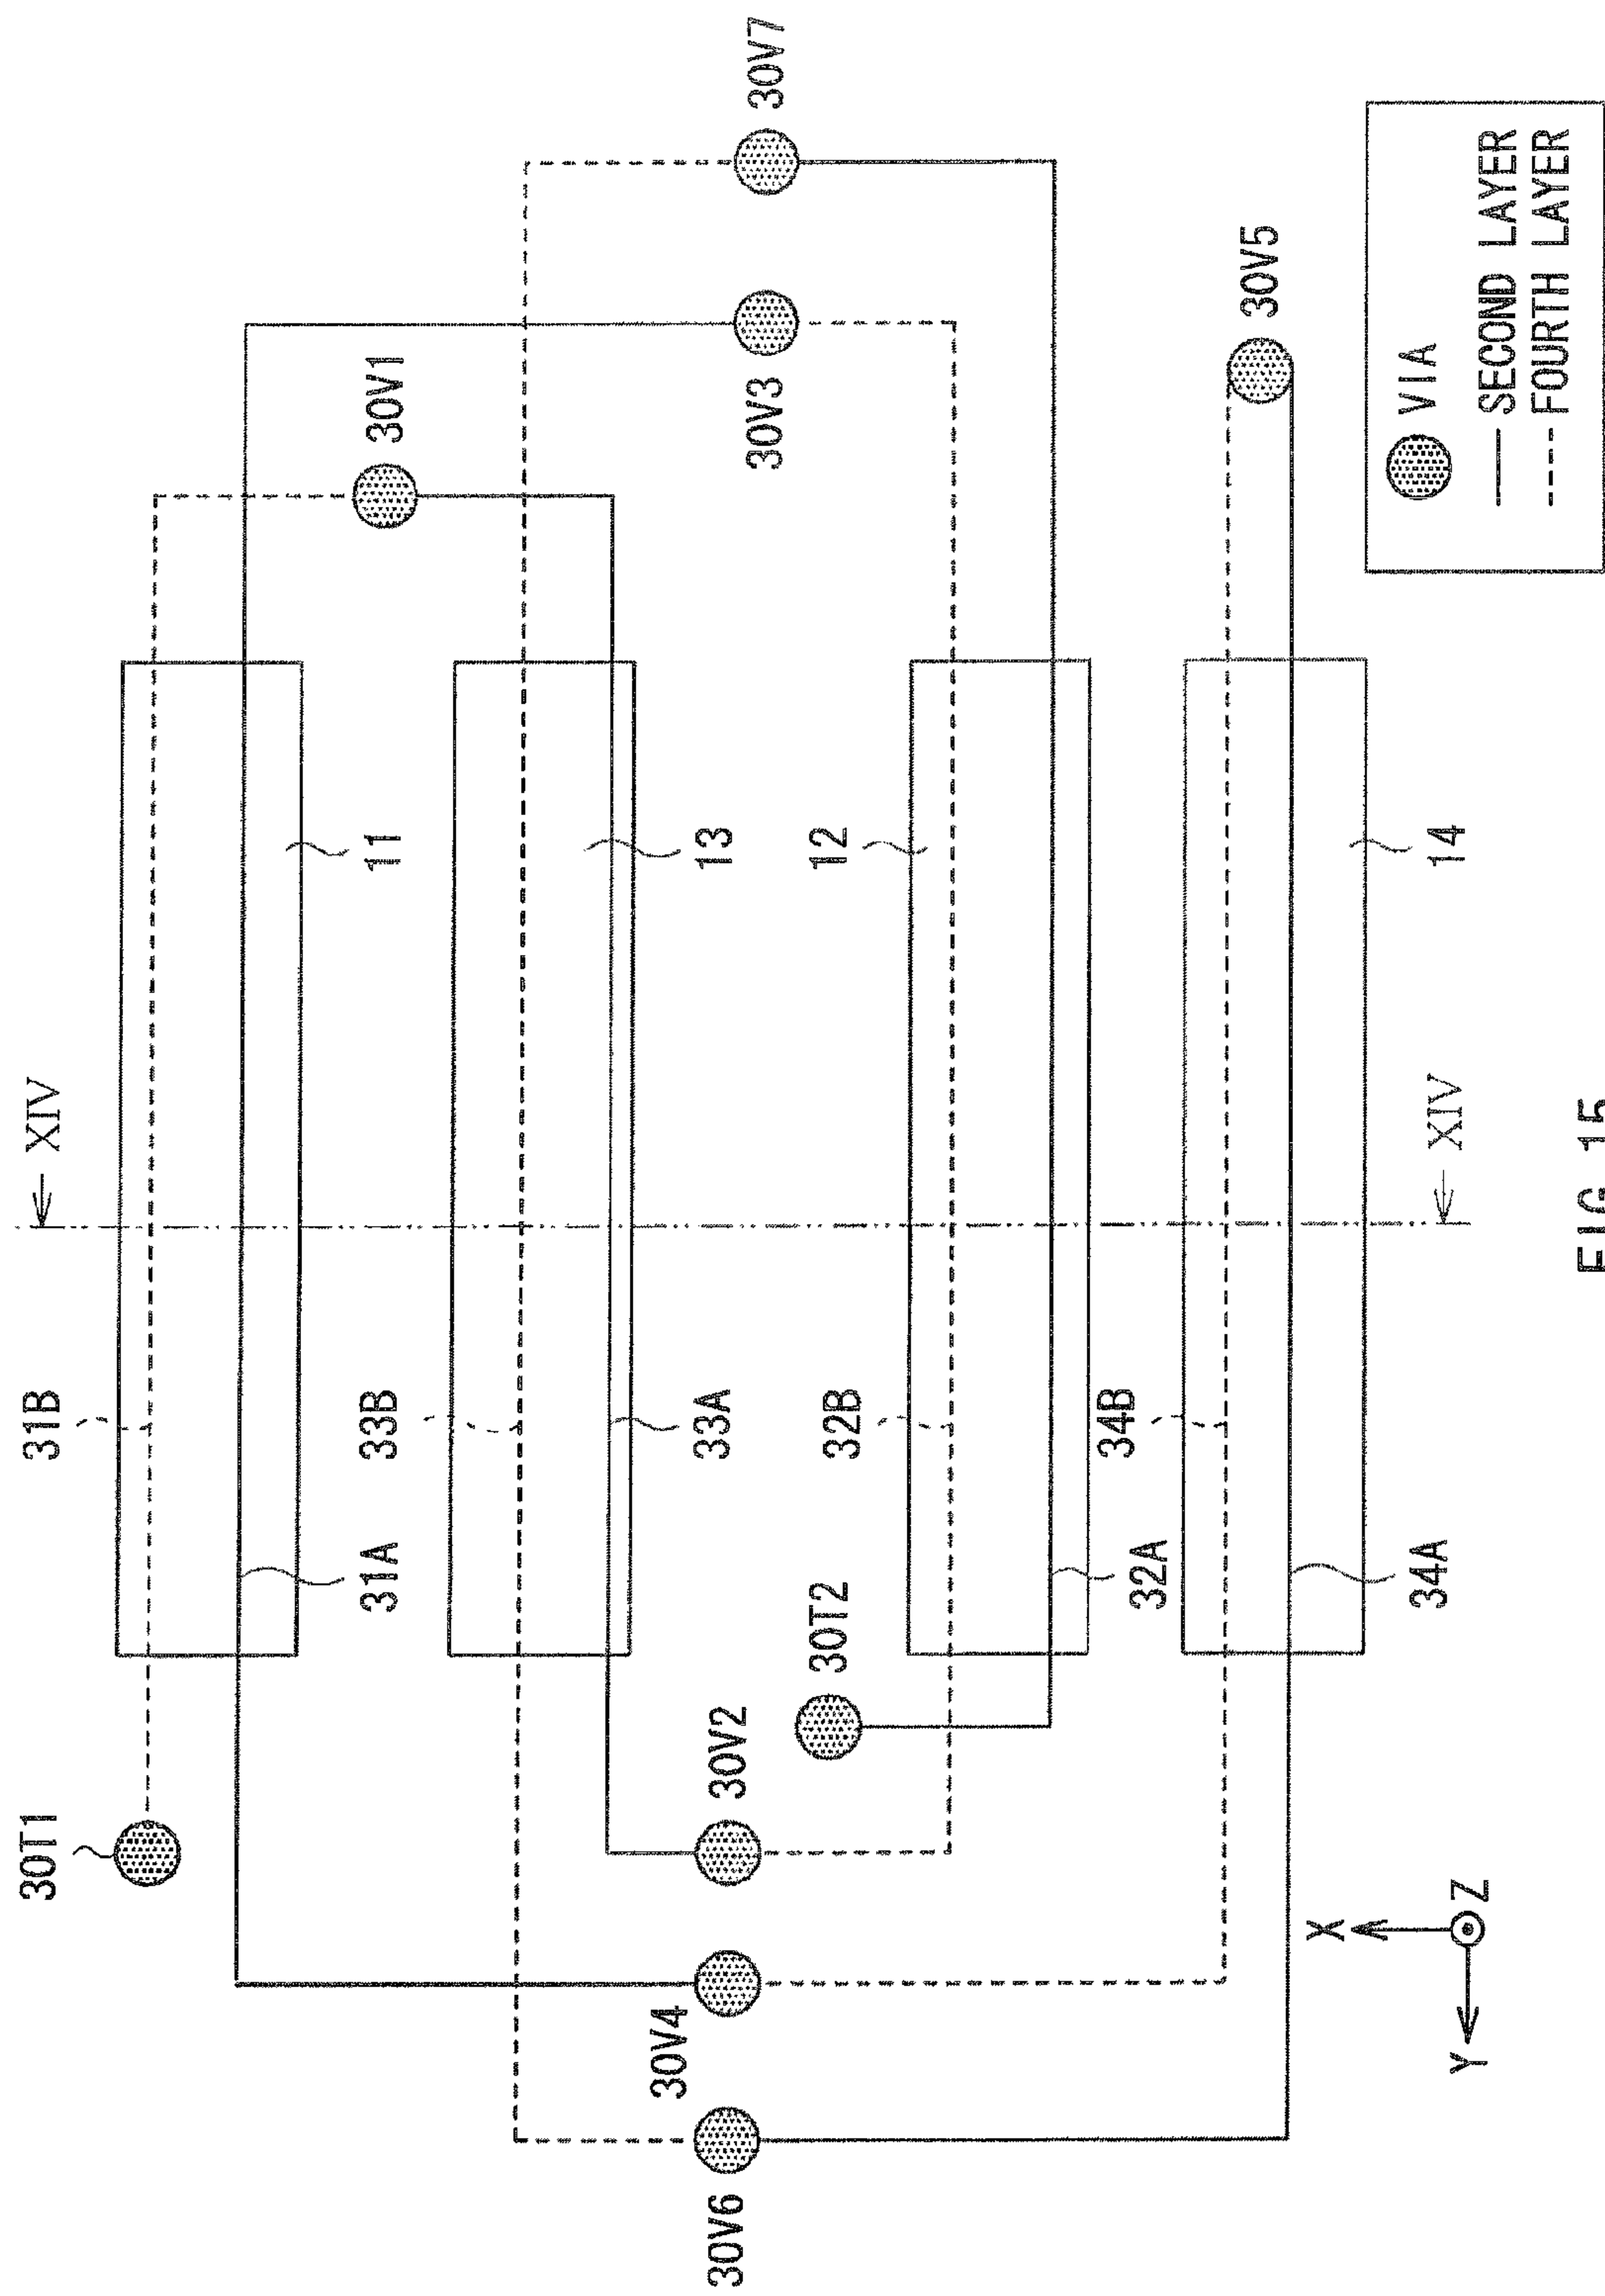 30T1
31B
XIV
31A
11
30V1
33B
33A
13
30V7
30V6
30V4
30V2
30T2
32B
12
30V3
32A
34B
34A
14
30V5
XIV
X
Y
Z
VIA
SECOND LAYER
FOURTH LAYER
FIG. 15